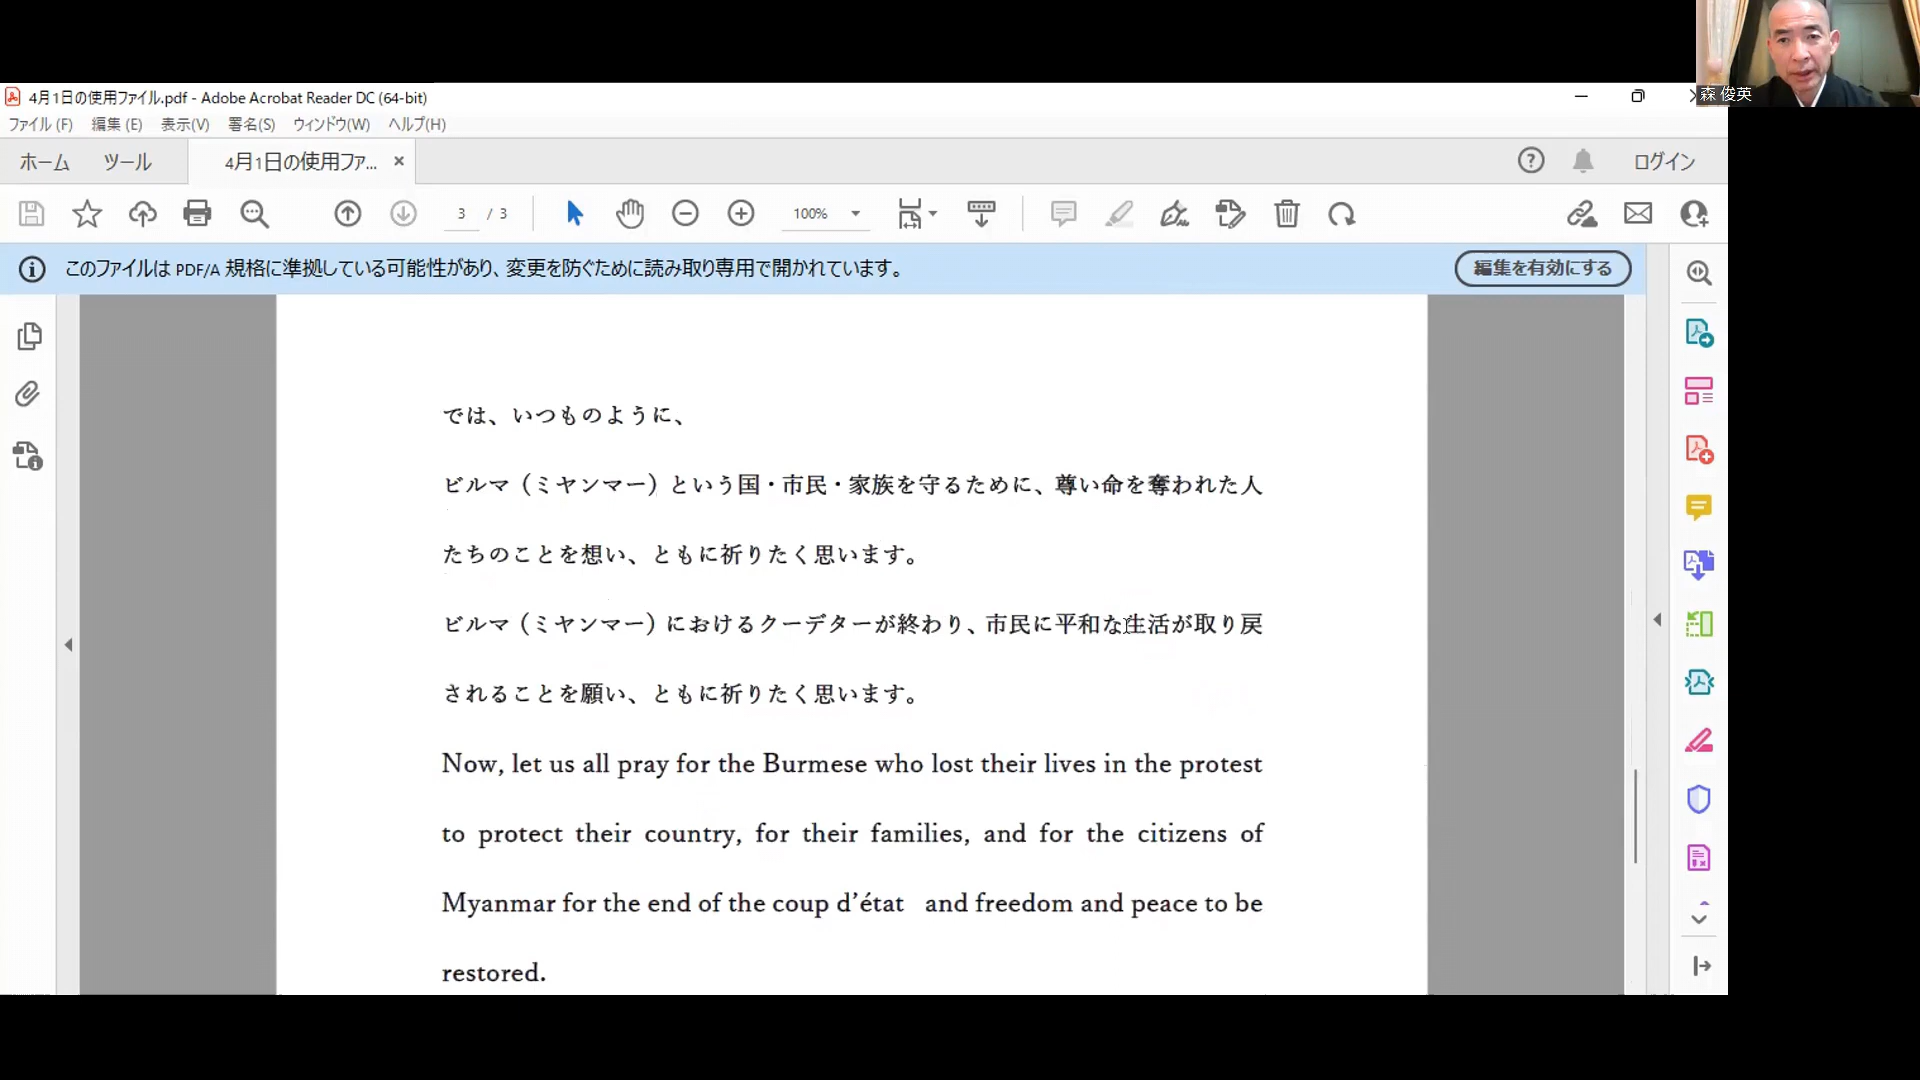 4月1日の使用ファイル.pdf - Adobe Acrobat Reader DC (64-bit)
森 俊英
ファイル(F) 編集(E) 表示(V) 署名(S) ウィンドウ(W) ヘルプ(H)
ホーム ツール 4月1日の使用ファ... × ログイン
3 / 3 100%
このファイルは PDF/A 規格に準拠している可能性があり、変更を防ぐために読み取り専用で開かれています。 編集を有効にする
では、いつものように、
ビルマ（ミヤンマー）という国・市民・家族を守るために、尊い命を奪われた人
たちのことを想い、ともに祈りたく思います。
ビルマ（ミヤンマー）におけるクーデターが終わり、市民に平和な生活が取り戻
されることを願い、ともに祈りたく思います。
Now, let us all pray for the Burmese who lost their lives in the protest
to protect their country, for their families, and for the citizens of
Myanmar for the end of the coup d’état and freedom and peace to be
restored.